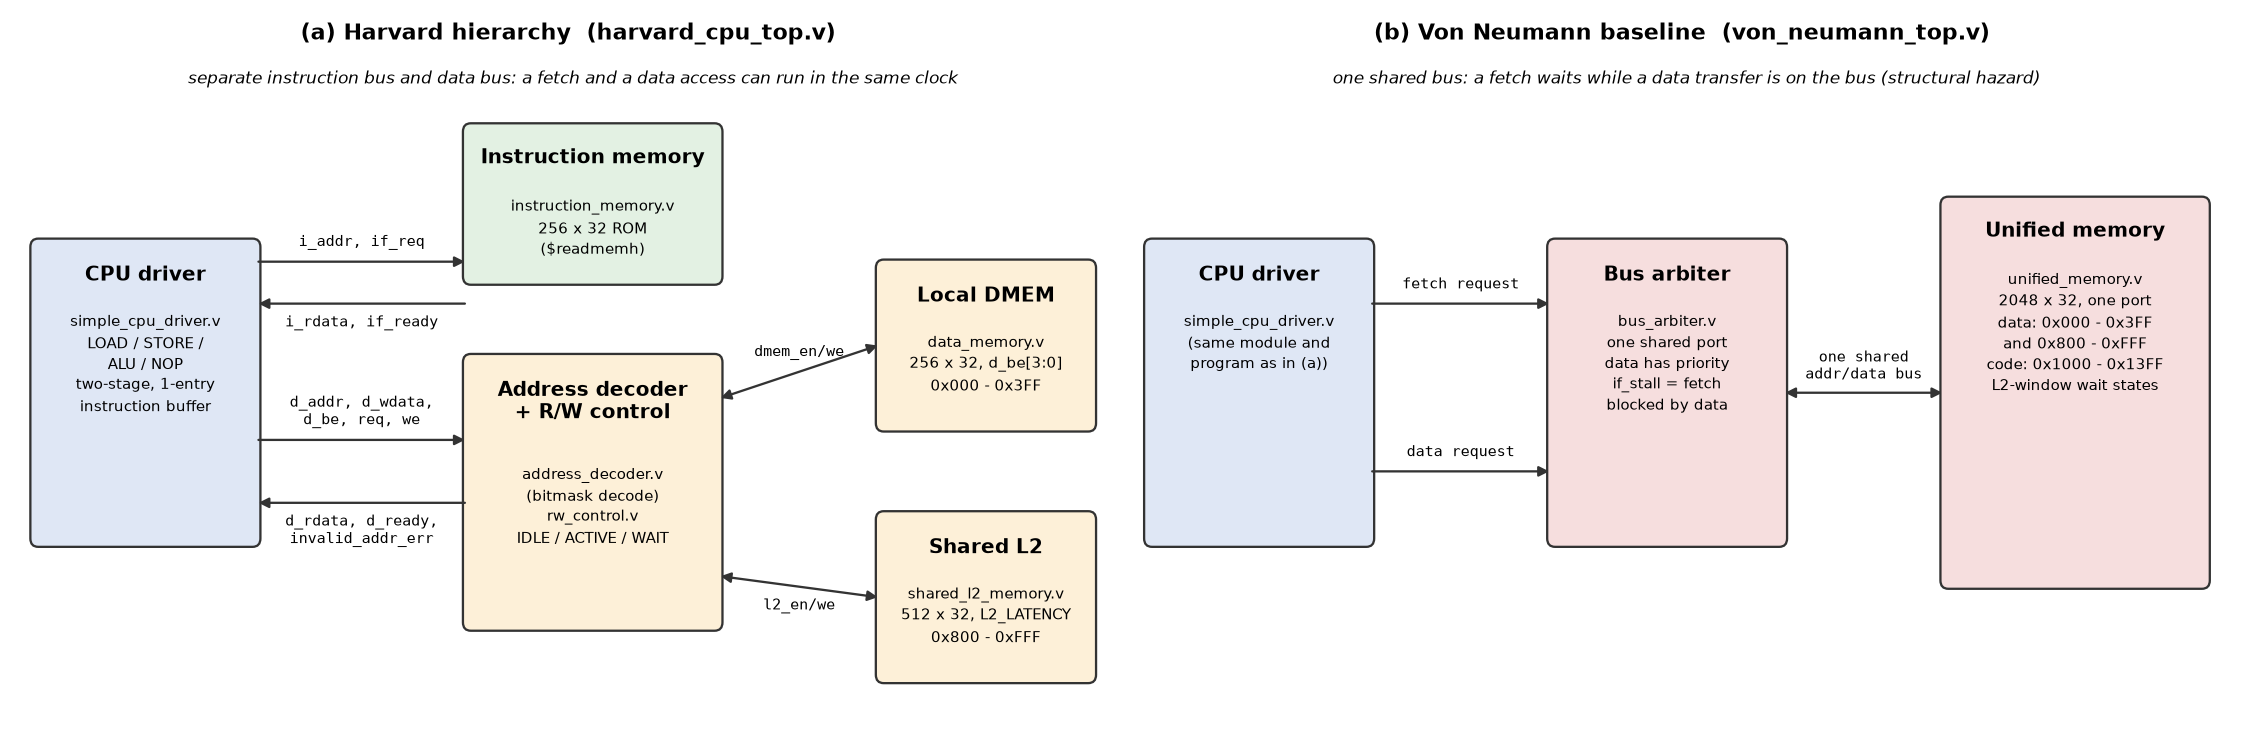 (a) Harvard hierarchy  (harvard_cpu_top.v)
separate instruction bus and data bus: a fetch and a data access can run in the same clock
CPU driver
simple_cpu_driver.v
LOAD / STORE /
ALU / NOP
two-stage, 1-entry
instruction buffer
i_addr, if_req
i_rdata, if_ready
d_addr, d_wdata,
d_be, req, we
d_rdata, d_ready,
invalid_addr_err
Instruction memory
instruction_memory.v
256 x 32 ROM
($readmemh)
Address decoder
+ R/W control
address_decoder.v
(bitmask decode)
rw_control.v
IDLE / ACTIVE / WAIT
dmem_en/we
l2_en/we
Local DMEM
data_memory.v
256 x 32, d_be[3:0]
0x000 - 0x3FF
Shared L2
shared_l2_memory.v
512 x 32, L2_LATENCY
0x800 - 0xFFF
(b) Von Neumann baseline  (von_neumann_top.v)
one shared bus: a fetch waits while a data transfer is on the bus (structural hazard)
CPU driver
simple_cpu_driver.v
(same module and
program as in (a))
fetch request
data request
Bus arbiter
bus_arbiter.v
one shared port
data has priority
if_stall = fetch
blocked by data
one shared
addr/data bus
Unified memory
unified_memory.v
2048 x 32, one port
data: 0x000 - 0x3FF
and 0x800 - 0xFFF
code: 0x1000 - 0x13FF
L2-window wait states